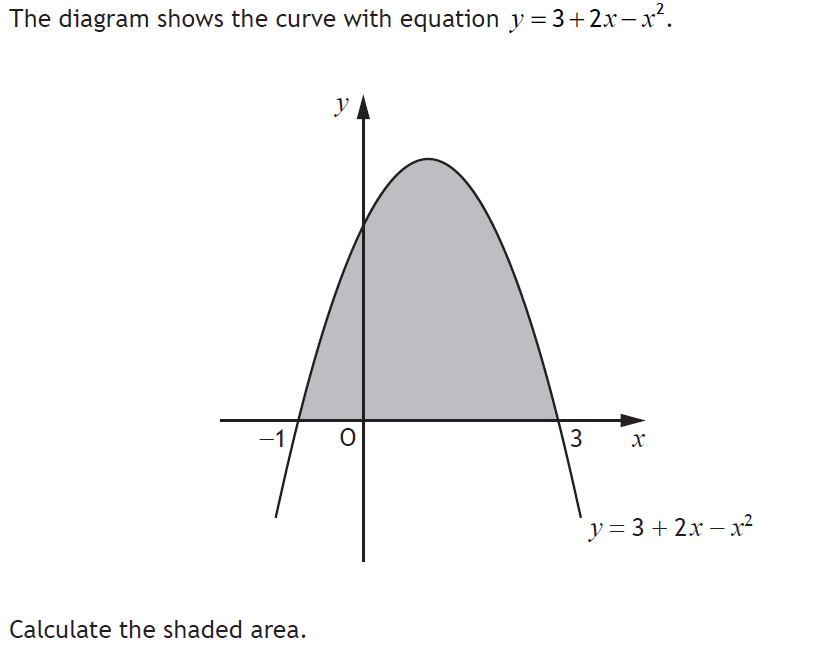 The diagram shows the curve with equation y = 3 + 2x − x².
y
−1
O
3
x
y = 3 + 2x − x²
Calculate the shaded area.